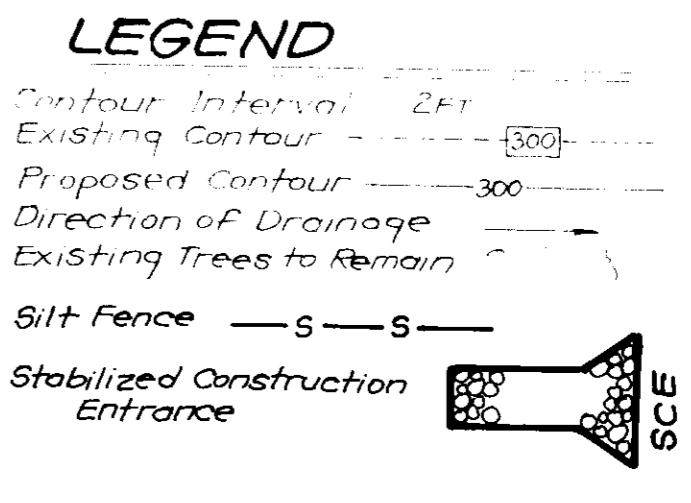 LEGEND
Contour Interval 2FT
Existing Contour 300
Proposed Contour 300
Direction of Drainage
Existing Trees to Remain
Silt Fence S S
Stabilized Construction
Entrance
SCE